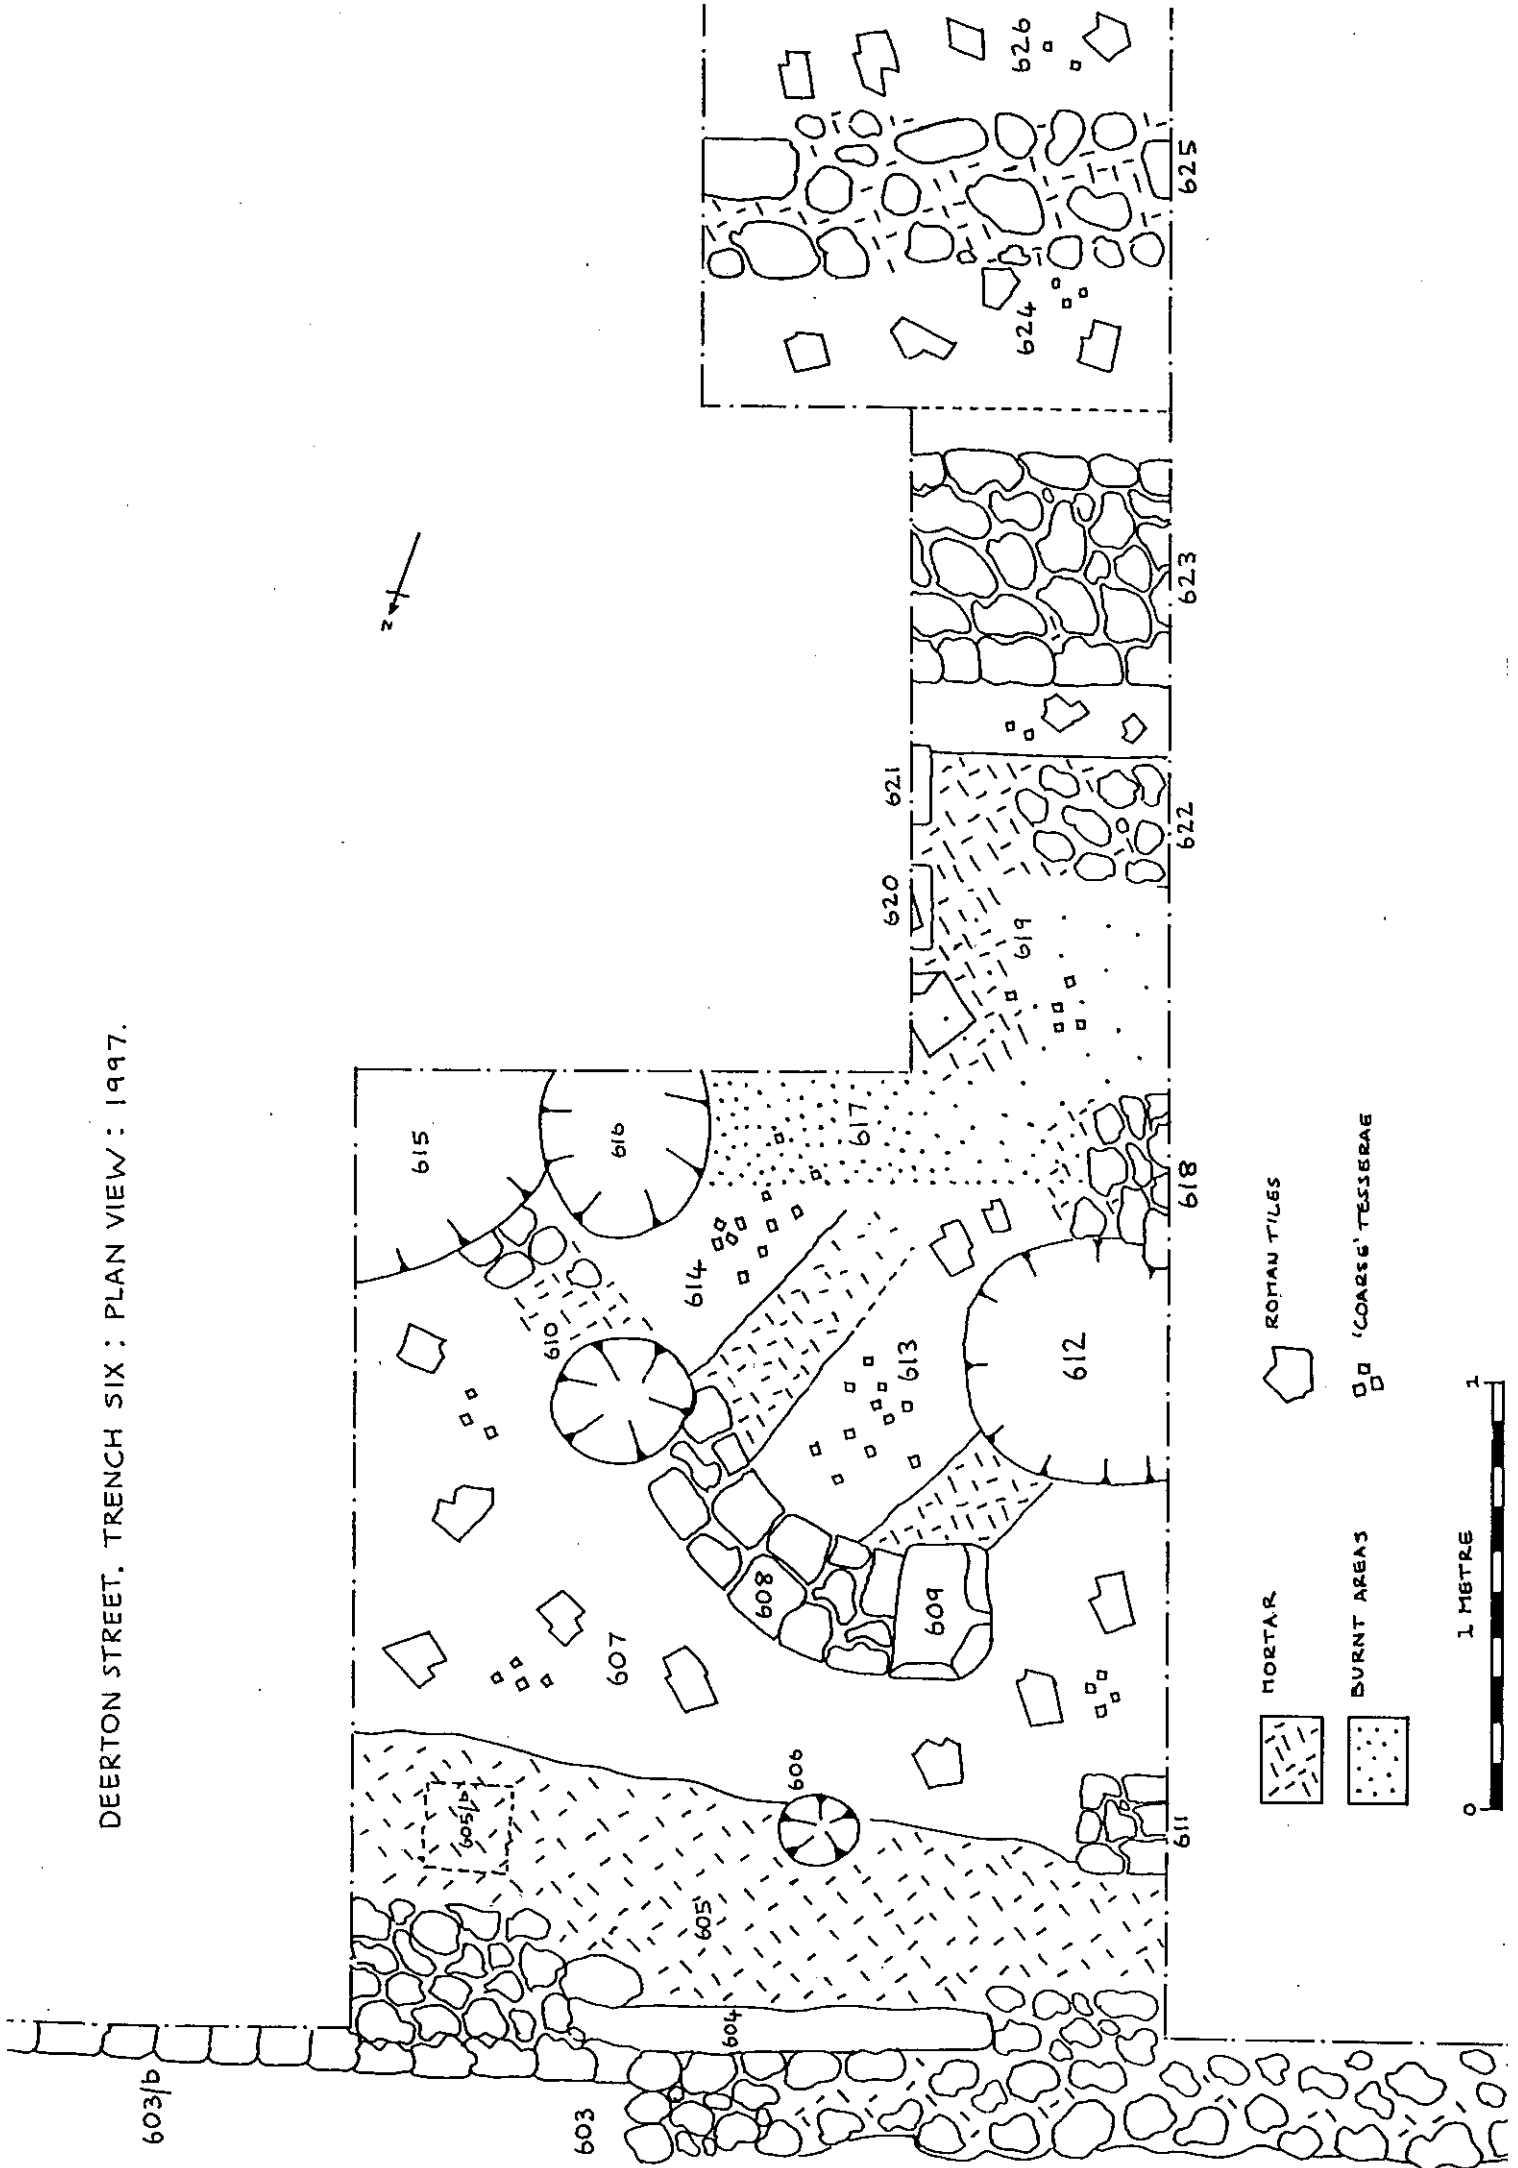 DEERTON STREET. TRENCH SIX : PLAN VIEW : 1997.
N
603/b
603
604
605
605/b
606
607
608
609
610
611
612
613
614
615
616
617
618
619
620
621
622
623
624
625
626
MORTAR
ROMAN TILES
BURNT AREAS
'COARSE' TESSERAE
0
1 METRE
1